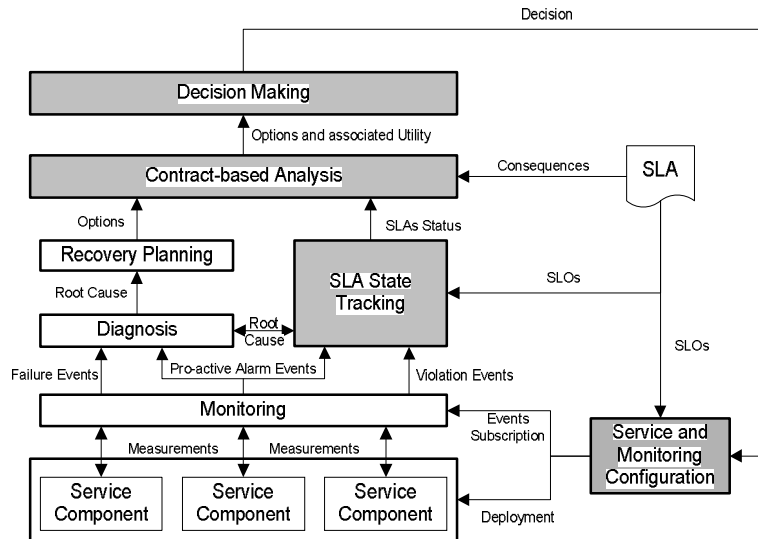 Decision
Decision Making
Options and associated Utility
Contract-based Analysis
Consequences
SLA
Options
SLAs Status
Recovery Planning
SLA State
Tracking
SLOs
Root Cause
Diagnosis
Root
Cause
SLOs
Failure Events
Pro-active Alarm Events
Violation Events
Monitoring
Events
Subscription
Service and
Monitoring
Configuration
Measurements
Measurements
Service
Component
Service
Component
Service
Component
Deployment